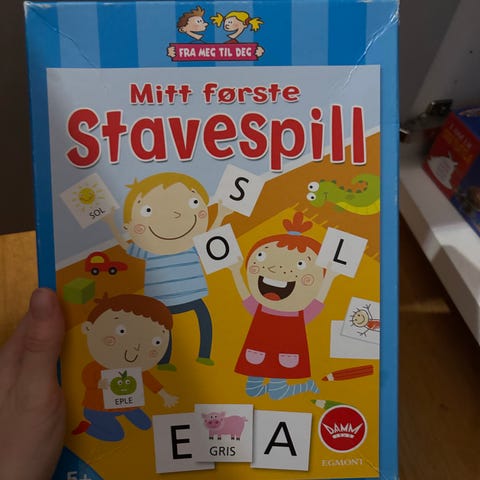 FRA MEG TIL DEG
Mitt første
Stavespill
SOL
S
O
L
EPLE
E
GRIS
A
DAMM
EGMONT
5+